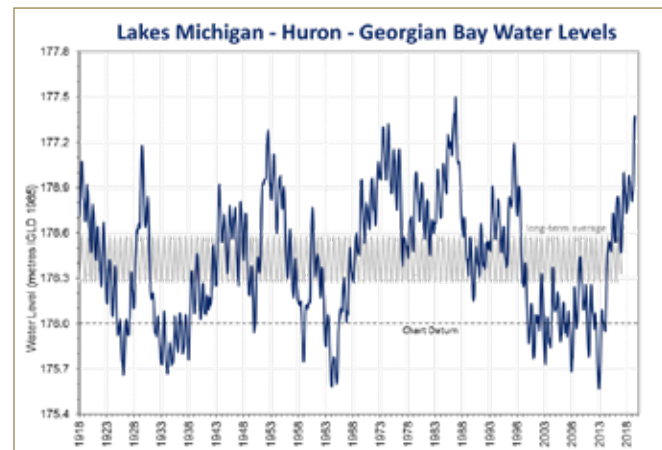 Lakes Michigan - Huron - Georgian Bay Water Levels
Water Level (metres IGLD 1985)
177.8
177.5
177.2
176.9
176.6
176.3
176.0
175.7
175.4
long-term average
Chart Datum
1918 1923 1928 1933 1938 1943 1948 1953 1958 1963 1968 1973 1978 1983 1988 1993 1998 2003 2008 2013 2018